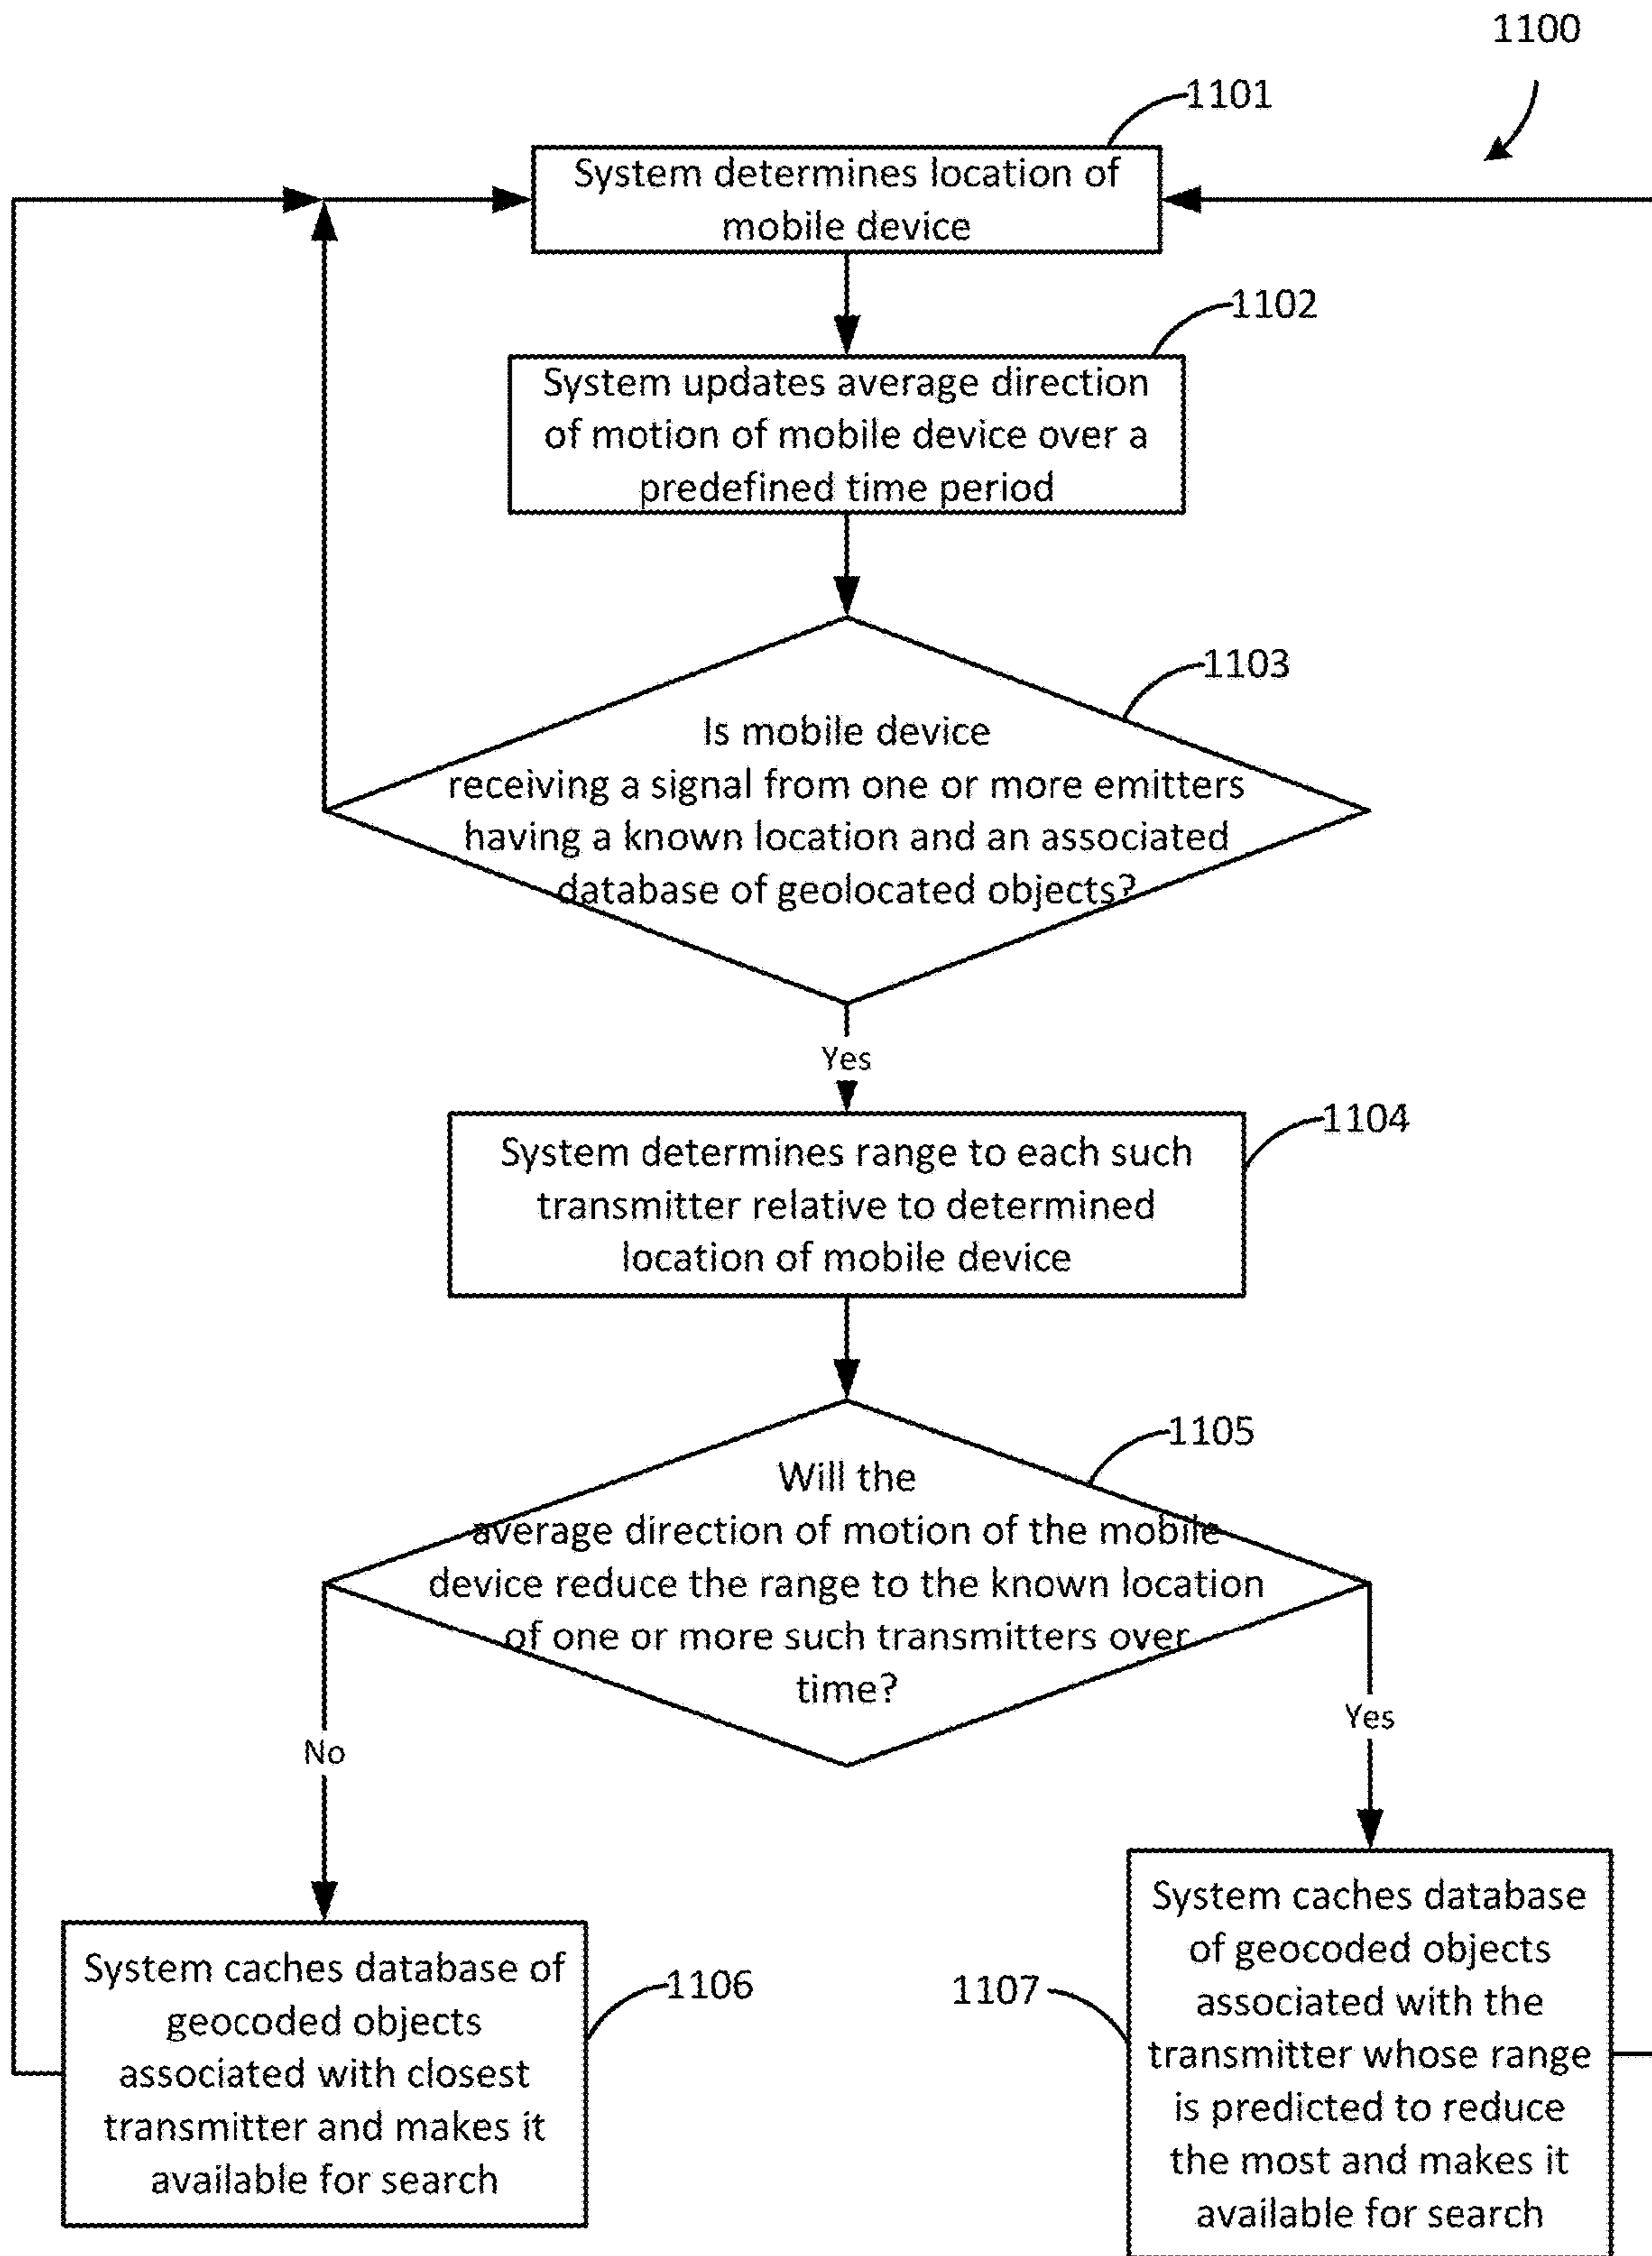 1100
1101
System determines location of
mobile device
1102
System updates average direction
of motion of mobile device over a
predefined time period
1103
Is mobile device
receiving a signal from one or more emitters
having a known location and an associated
database of geolocated objects?
Yes
1104
System determines range to each such
transmitter relative to determined
location of mobile device
1105
Will the
average direction of motion of the mobile
device reduce the range to the known location
of one or more such transmitters over
time?
No
Yes
System caches database of
geocoded objects
associated with closest
transmitter and makes it
available for search
1106
1107
System caches database
of geocoded objects
associated with the
transmitter whose range
is predicted to reduce
the most and makes it
available for search